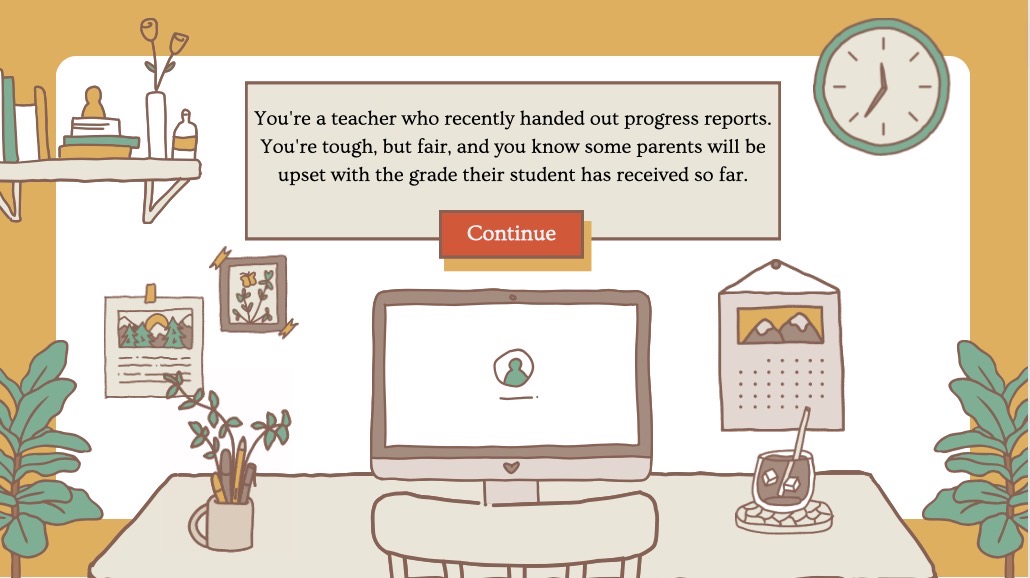 You're a teacher who recently handed out progress reports.
You're tough, but fair, and you know some parents will be
upset with the grade their student has received so far.
Continue